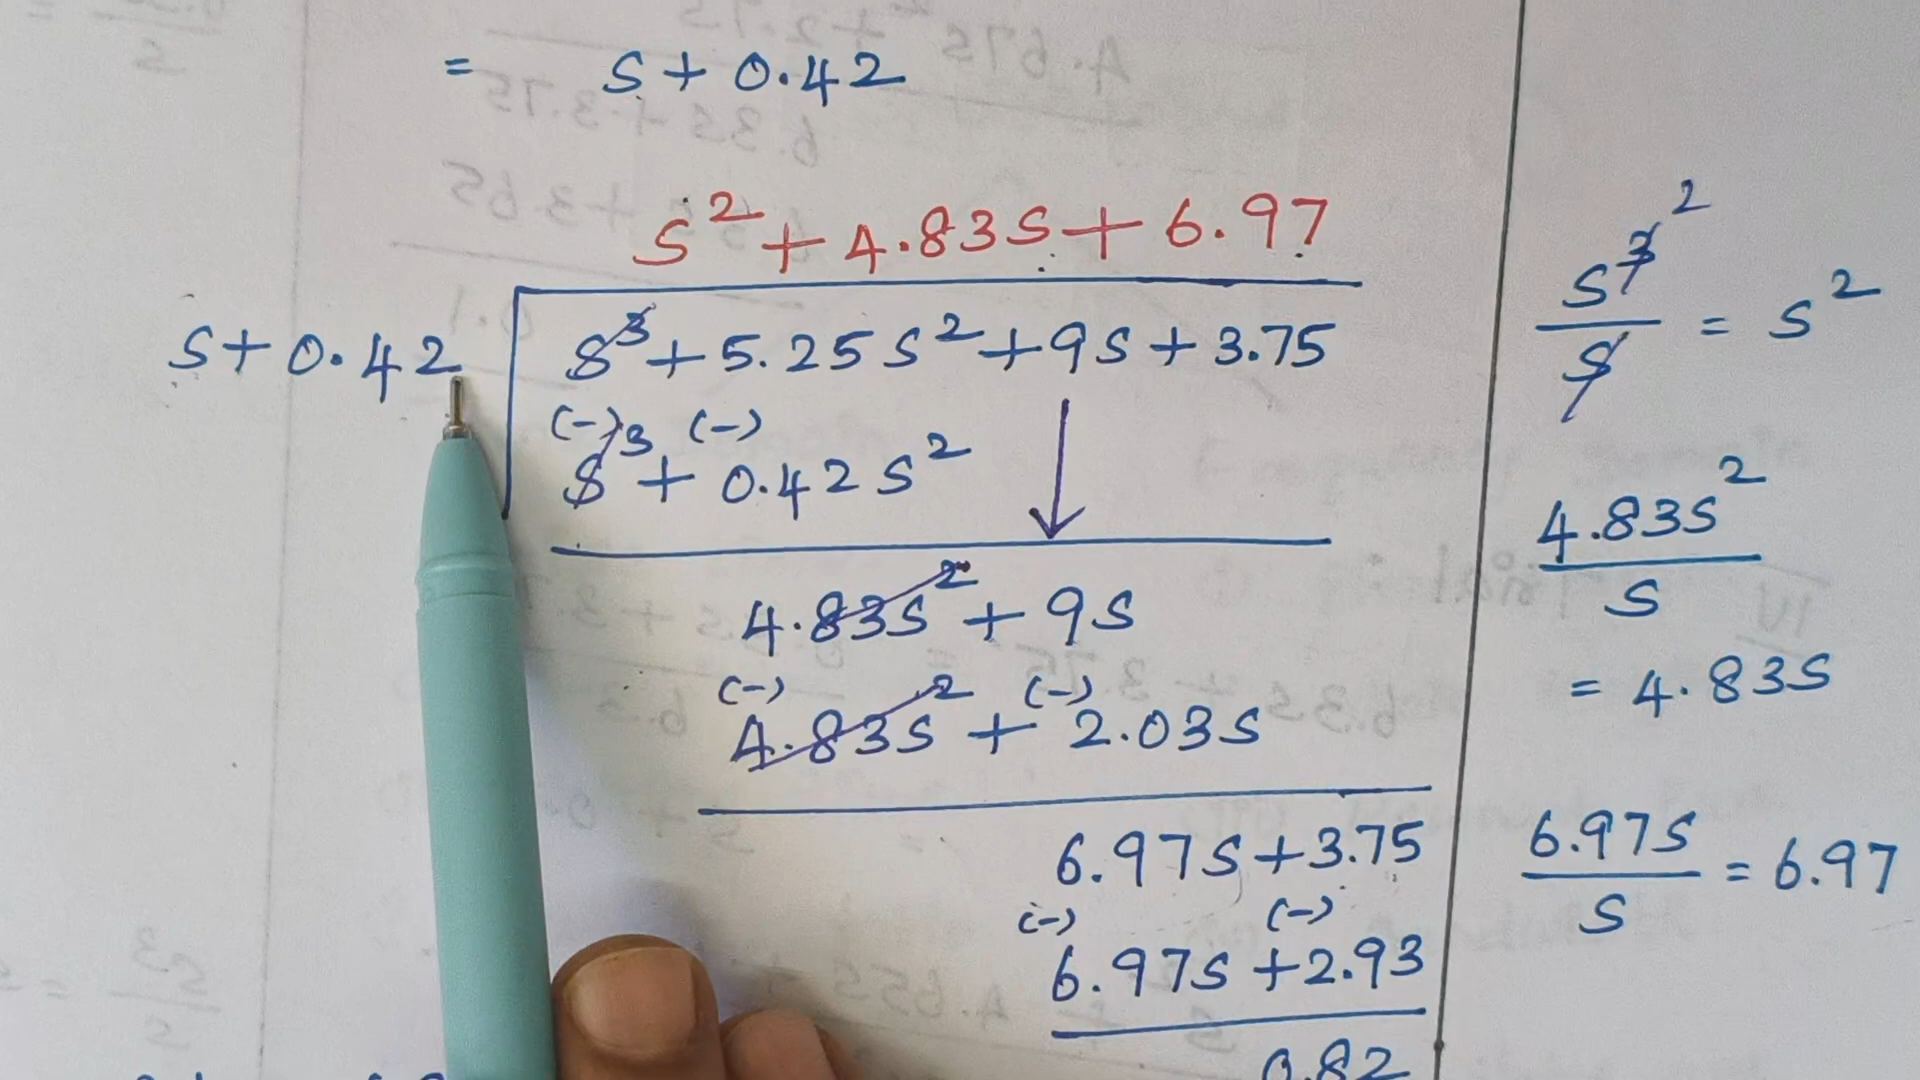 = s + 0.42
s² + 4.83s + 6.97
s + 0.42 s³ + 5.25s² + 9s + 3.75
(-) (-)
s³ + 0.42s²
4.83s² + 9s
(-) (-)
4.83s² + 2.03s
6.97s + 3.75
(-) (-)
6.97s + 2.93
0.82
2
s³
s
= s²
4.83s²
s
= 4.83s
6.97s
s
= 6.97